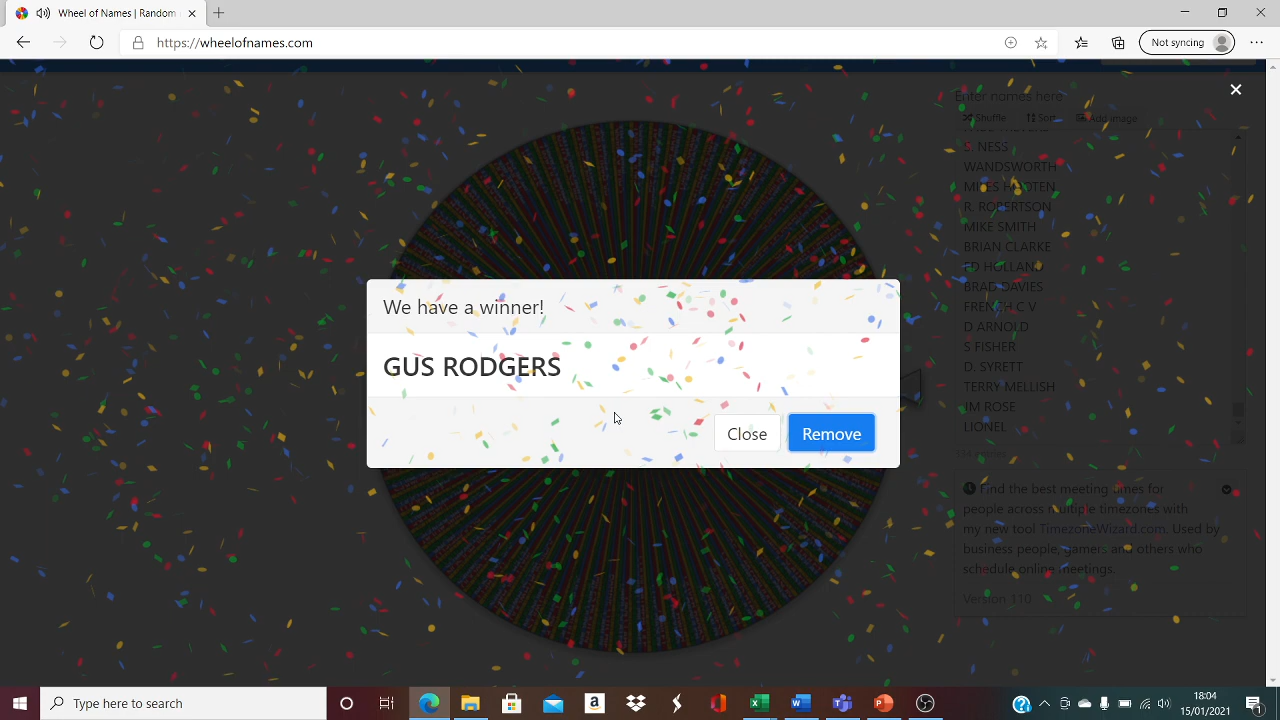 Wheel of Names | Random
https://wheelofnames.com
Not syncing
Enter names here
Shuffle
Sort
Add image
S. NESS
WANDSWORTH
R. ROBERTSON
MIKE SMITH
BRIAN CLARKE
ED HOLLAND
BRAD DAVIES
FRENCH C V
D ARNOLD
S FISHER
D. SYRETT
TERRY MELLISH
JIM ROSE
LIONEL
We have a winner!
GUS RODGERS
Close
Remove
Find the best meeting times for
people across multiple timezones with
my new tool TimezoneWizard.com. Used by
business people, gamers and others who
schedule online meetings.
Version 110
Type here to search
18:04
15/01/2021